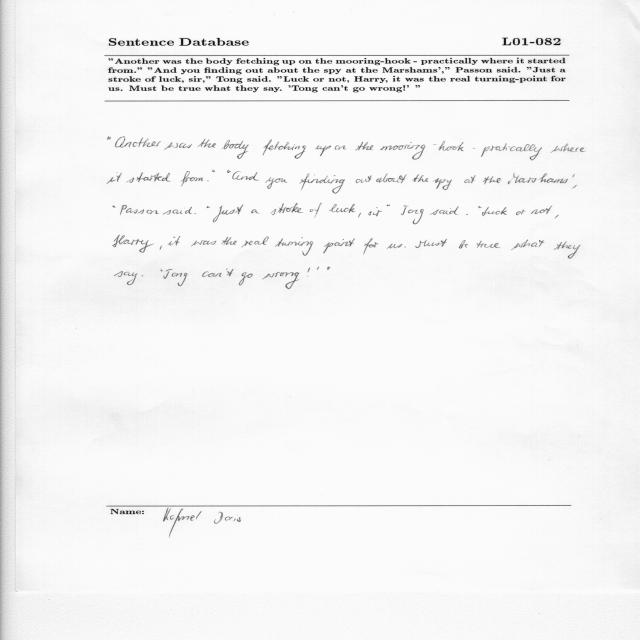 Sentence Database L01-082
"Another was the body fetching up on the mooring-hook - practically where it started
from." "And you finding out about the spy at the Marshams'," Passon said. "Just a
stroke of luck, sir," Tong said. "Luck or not, Harry, it was the real turning-point for
us. Must be true what they say. 'Tong can't go wrong!' "
"Another was the body fetching up on the mooring-hook - pratically where
it started from." "And you finding out about the spy at the Marshams',
"Passon said. "Just a stroke of luck, sir" Tong said. "Luck or not,
Harry, it was the real turning point for us. Must be true what they
say. 'Tong can't go wrong!' "
Name: Doris